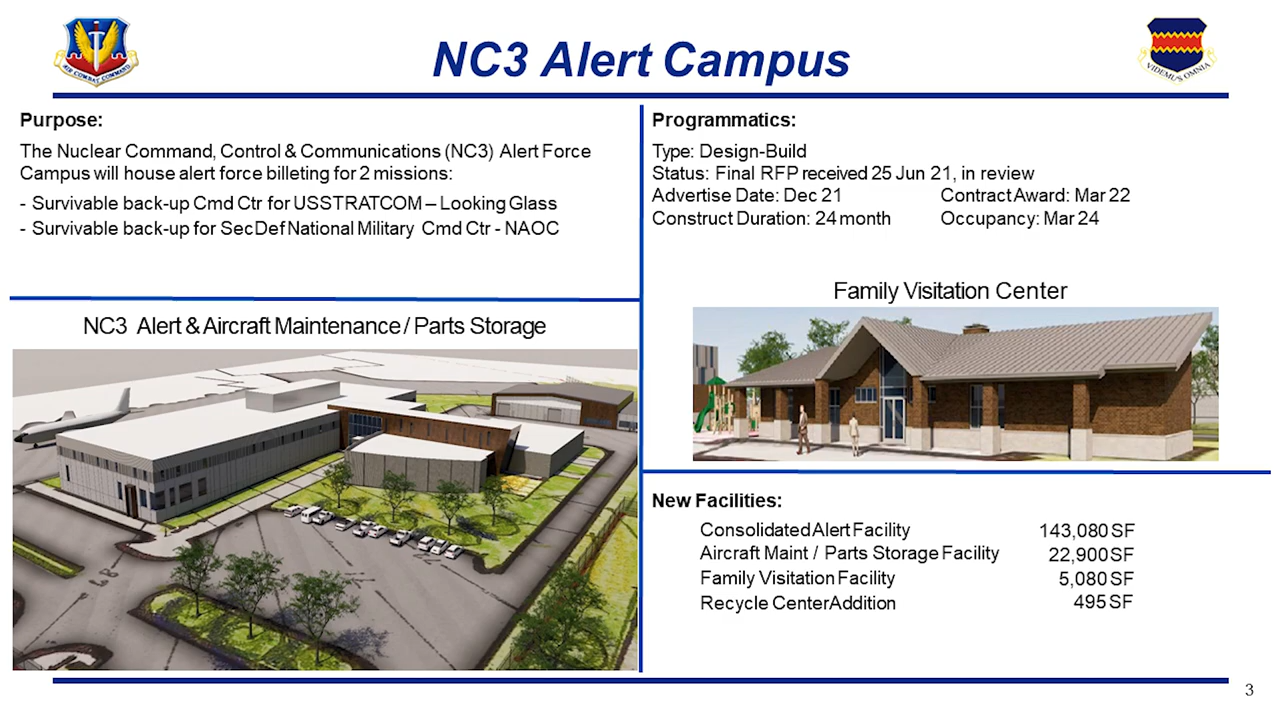 NC3 Alert Campus
AIR COMBAT COMMAND
VIDEMUS OMNIA
Purpose:
The Nuclear Command, Control & Communications (NC3) Alert Force
Campus will house alert force billeting for 2 missions:
- Survivable back-up Cmd Ctr for USSTRATCOM – Looking Glass
- Survivable back-up for SecDef National Military Cmd Ctr - NAOC
Programmatics:
Type: Design-Build
Status: Final RFP received 25 Jun 21, in review
Advertise Date: Dec 21 Contract Award: Mar 22
Construct Duration: 24 month Occupancy: Mar 24
NC3 Alert & Aircraft Maintenance / Parts Storage
Family Visitation Center
New Facilities:
Consolidated Alert Facility 143,080 SF
Aircraft Maint / Parts Storage Facility 22,900 SF
Family Visitation Facility 5,080 SF
Recycle Center Addition 495 SF
3